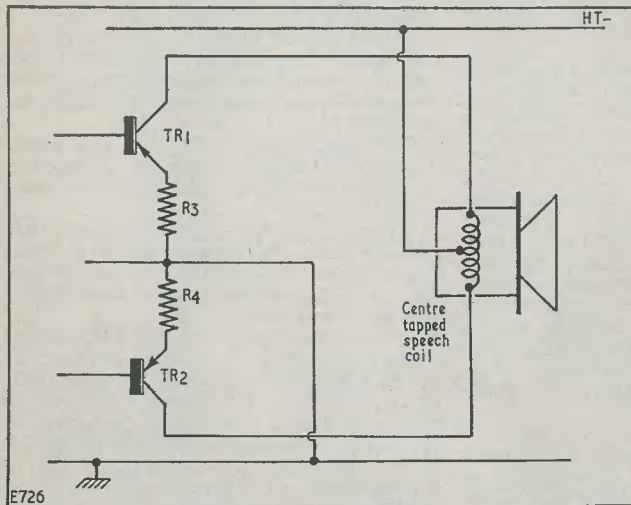 HT-
TR1
R3
R4
TR2
Centre
tapped
speech
coil
E726